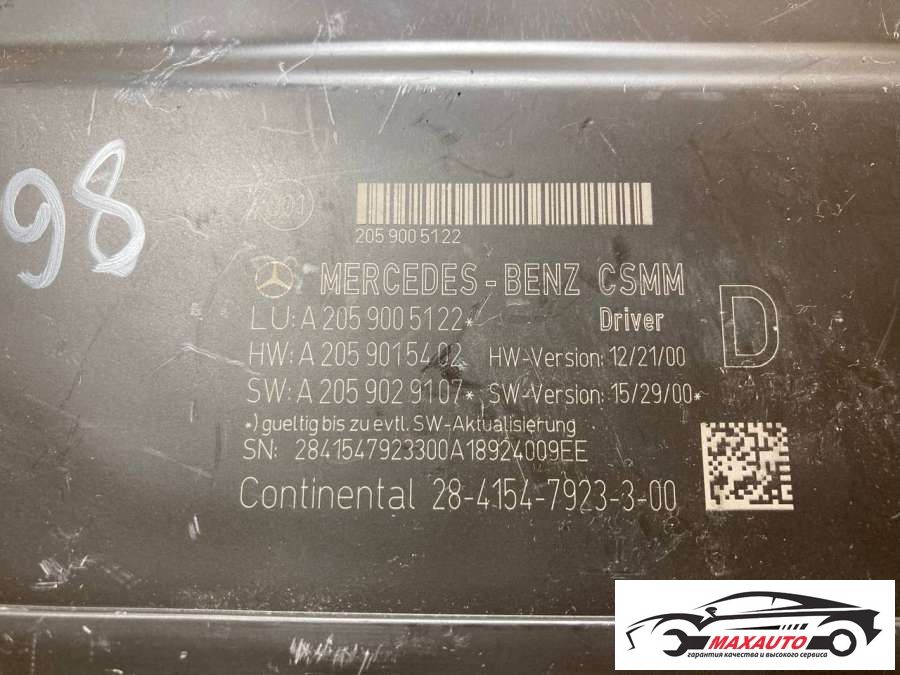 98
K901
205 900 5122
MERCEDES-BENZ CSMM
LU: A 205 900 5122* Driver
D
HW: A 205 901 54 02 HW-Version: 12/21/00
SW: A 205 902 9107* SW-Version: 15/29/00*
*) gueltig bis zu evtl. SW-Aktualisierung
SN: 2841547923300A18924009EE
Continental 28-4154-7923-3-00
MAXAUTO
гарантия качества и высокого сервиса